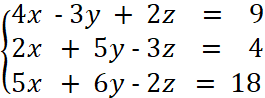 4x - 3y + 2z = 9
2x + 5y - 3z = 4
5x + 6y - 2z = 18